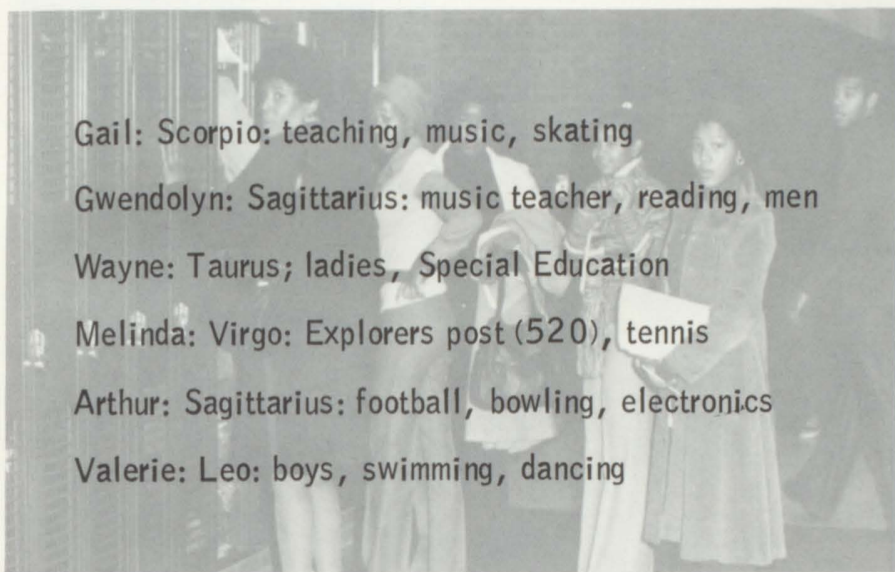 Gail: Scorpio: teaching, music, skating
Gwendolyn: Sagittarius: music teacher, reading, men
Wayne: Taurus; ladies, Special Education
Melinda: Virgo: Explorers post (520), tennis
Arthur: Sagittarius: football, bowling, electronics
Valerie: Leo: boys, swimming, dancing